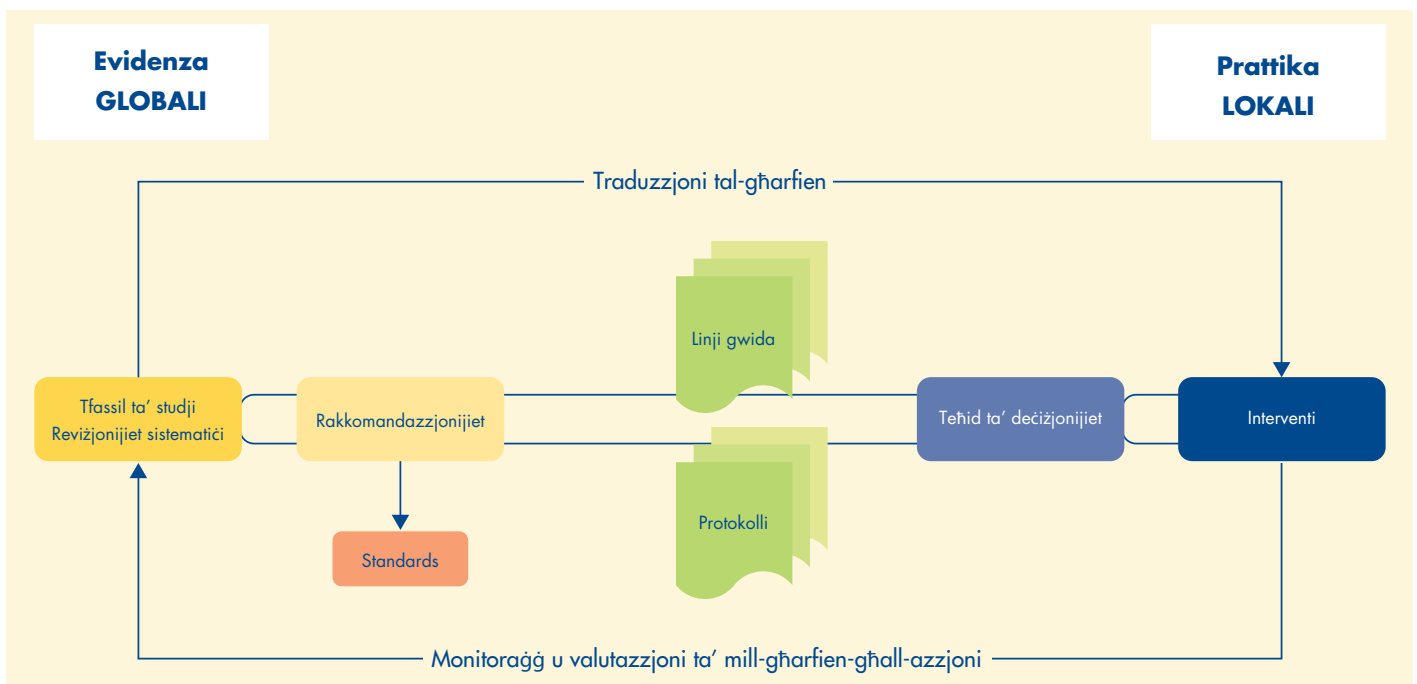 Evidenza
GLOBALI
Prattika
LOKALI
Traduzzjoni tal-għarfien
Linji gwida
Tfassil ta’ studji
Reviżjonijiet sistematiċi
Rakkomandazzjonijiet
Teħid ta’ deċiżjonijiet
Interventi
Protokolli
Standards
Monitoraġġ u valutazzjoni ta’ mill-għarfien-għall-azzjoni